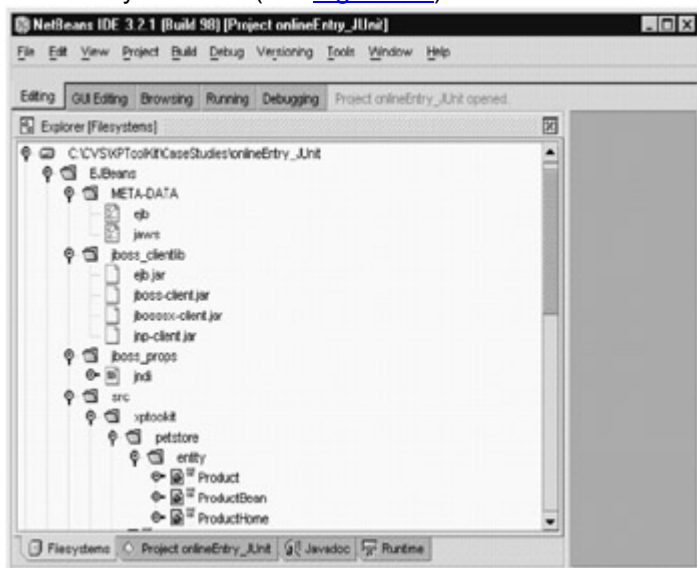 NetBeans IDE 3.2.1 (Build 98) [Project onlineEntry_JUnit]
File Edit View Project Build Debug Versioning Tools Window Help
Editing GUI Editing Browsing Running Debugging Project onlineEntry_JUnit opened.
Explorer [Filesystems]
C:\CVS\XPToolKit\CaseStudies\onlineEntry_JUnit
EJBeans
META-DATA
ejb
jaws
jboss_clientlib
ejb.jar
jboss-client.jar
jbosssx-client.jar
jnp-client.jar
jboss_props
jndi
src
xptookit
petstore
entity
Product
ProductBean
ProductHome
Filesystems Project onlineEntry_JUnit Javadoc Runtime